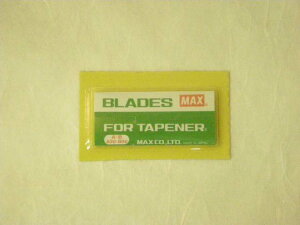 BLADES MAX
FOR TAPENER
MAX CO., LTD.